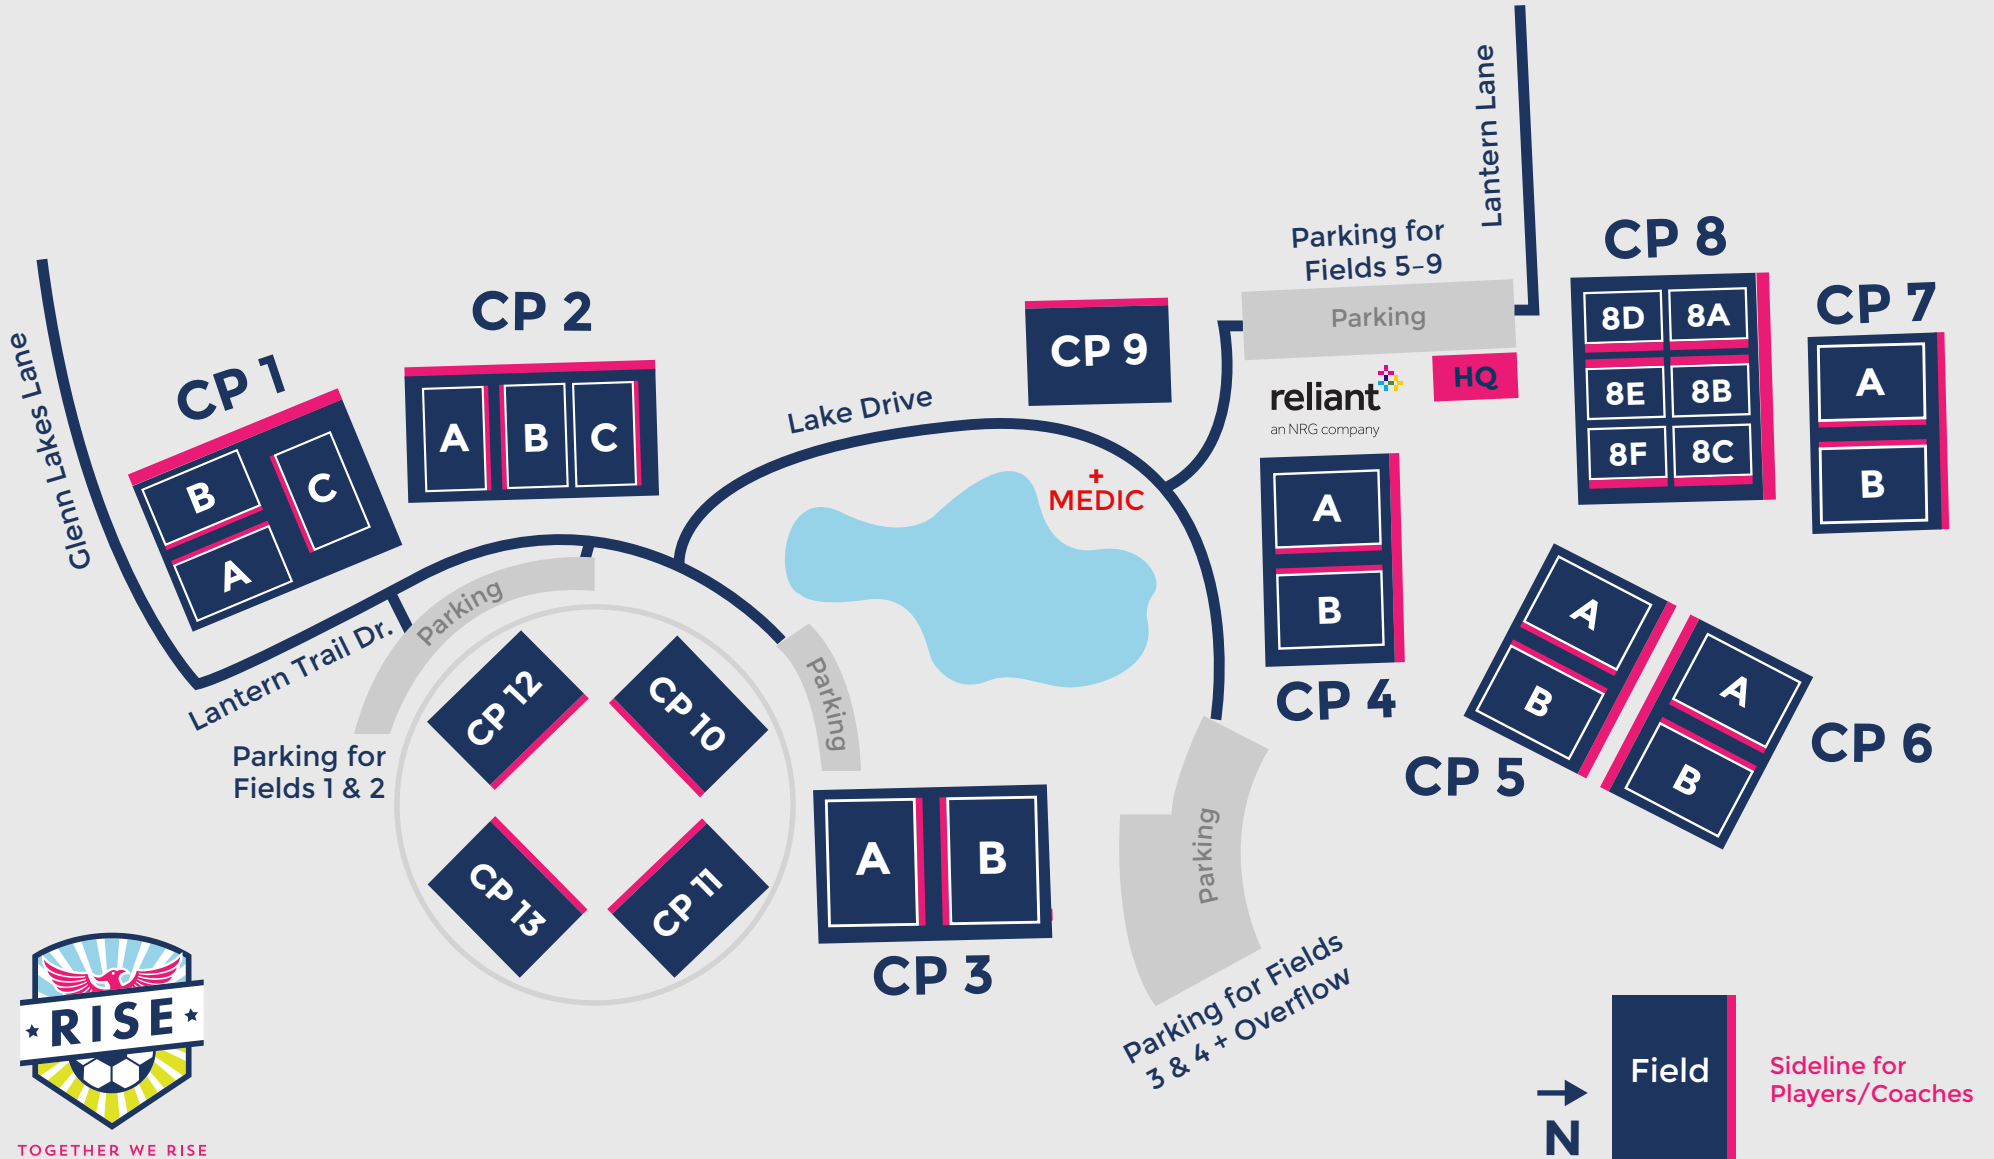 Lantern Lane
Parking for
Fields 5-9
Parking
CP 8
8D
8A
8E
8B
8F
8C
CP 7
A
B
CP 2
A
B
C
CP 1
B
C
A
Glenn Lakes Lane
CP 9
HQ
reliant
an NRG company
Lake Drive
+
MEDIC
A
B
CP 4
Lantern Trail Dr.
Parking
Parking for
Fields 1 & 2
CP 12
CP 10
CP 13
CP 11
Parking
A
B
CP 3
A
B
CP 5
A
B
CP 6
Parking
Parking for Fields
3 & 4 + Overflow
RISE
TOGETHER WE RISE
N
Field
Sideline for
Players/Coaches